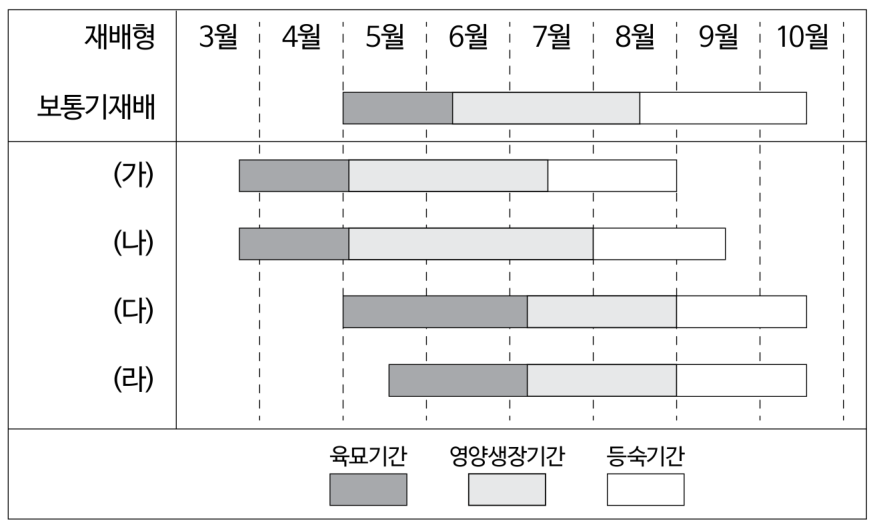 재배형 3월 4월 5월 6월 7월 8월 9월 10월
보통기재배
(가)
(나)
(다)
(라)
육묘기간 영양생장기간 등숙기간